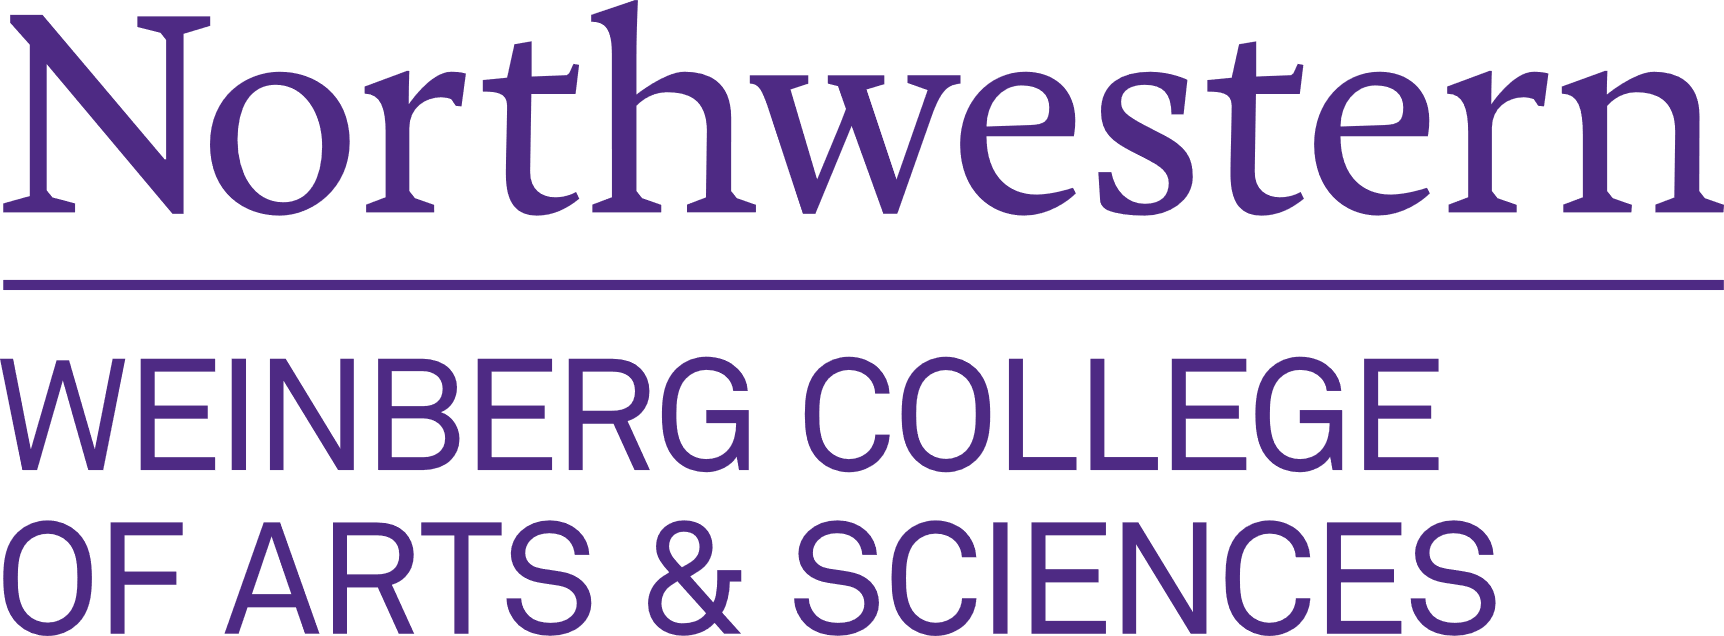 Northwestern
WEINBERG COLLEGE
OF ARTS & SCIENCES